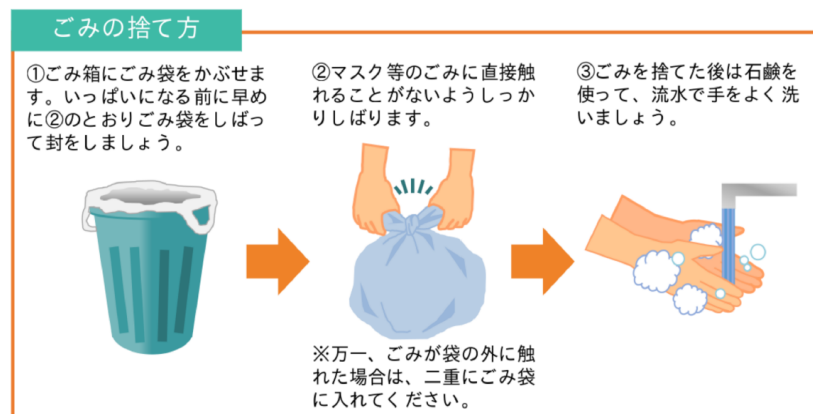 ごみの捨て方
①ごみ箱にごみ袋をかぶせま
す。いっぱいになる前に早め
に②のとおりごみ袋をしばっ
て封をしましょう。
②マスク等のごみに直接触
れることがないようしっか
りしばります。
※万一、ごみが袋の外に触
れた場合は、二重にごみ袋
に入れてください。
③ごみを捨てた後は石鹸を
使って、流水で手をよく洗
いましょう。